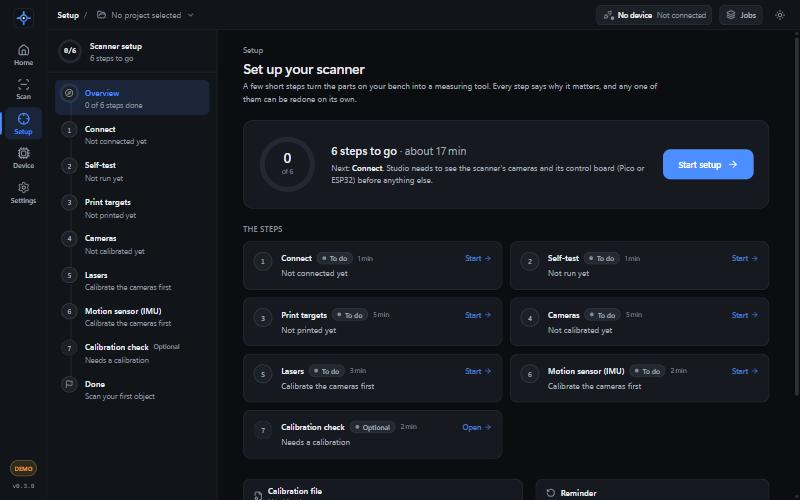 Setup / No project selected
No device Not connected
Jobs
Home
Scan
Setup
Device
Settings
DEMO
v0.3.0
0/6
Scanner setup
6 steps to go
Overview
0 of 6 steps done
1 Connect
Not connected yet
2 Self-test
Not run yet
3 Print targets
Not printed yet
4 Cameras
Not calibrated yet
5 Lasers
Calibrate the cameras first
6 Motion sensor (IMU)
Calibrate the cameras first
7 Calibration check Optional
Needs a calibration
Done
Scan your first object
Setup
Set up your scanner
A few short steps turn the parts on your bench into a measuring tool. Every step says why it matters, and any one of
them can be redone on its own.
0
of 6
6 steps to go · about 17 min
Next: Connect. Studio needs to see the scanner's cameras and its control board (Pico or
ESP32) before anything else.
Start setup →
THE STEPS
1 Connect To do 1 min Start →
Not connected yet
2 Self-test To do 1 min Start →
Not run yet
3 Print targets To do 5 min Start →
Not printed yet
4 Cameras To do 5 min Start →
Not calibrated yet
5 Lasers To do 3 min Start →
Calibrate the cameras first
6 Motion sensor (IMU) To do 2 min Start →
Calibrate the cameras first
7 Calibration check Optional 2 min Open →
Needs a calibration
Calibration file
Reminder